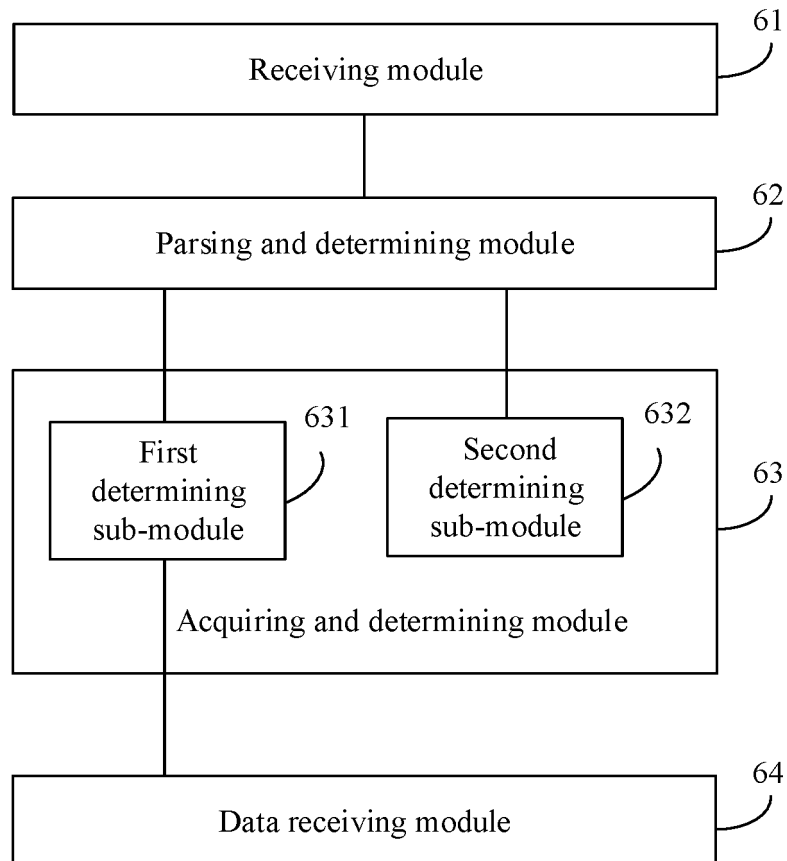 61
Receiving module
62
Parsing and determining module
631
632
First
determining
sub-module
Second
determining
sub-module
63
Acquiring and determining module
64
Data receiving module